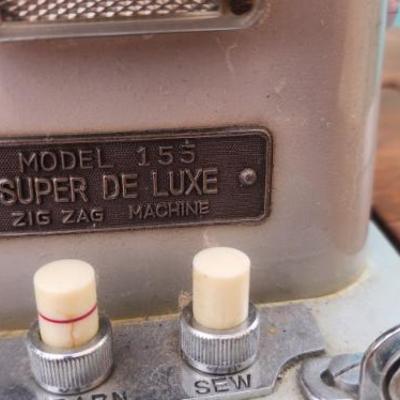 MODEL 155
SUPER DE LUXE
ZIG ZAG MACHINE
SEW